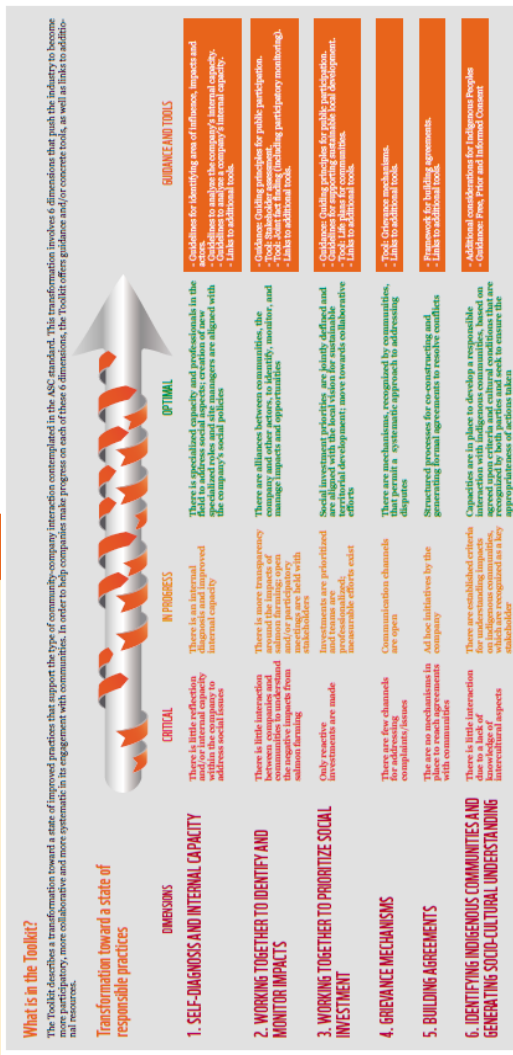 What is in the Toolkit?
The Toolkit describes a transformation toward a state of improved practices that support the type of community-company interaction contemplated in the ASC standard. This transformation involves 6 dimensions that push the industry to become
more participatory, more collaborative and more systematic in its engagement with communities. In order to help companies make progress on each of these 6 dimensions, the Toolkit offers guidance and/or concrete tools, as well as links to additio-
nal resources.
Transformation toward a state of
responsible practices
DIMENSIONS
CRITICAL
IN PROGRESS
OPTIMAL
GUIDANCE AND TOOLS
1. SELF-DIAGNOSIS AND INTERNAL CAPACITY
There is little reflection
and/or internal capacity
within the company to
address social issues
There is an internal
diagnosis and improved
internal capacity
There is specialized capacity and professionals in the
field to address social aspects; creation of new
specialized roles and site managers are aligned with
the company's social policies
- Guidelines for identifying area of influence, impacts and
actors.
- Guidelines to analyze the company's internal capacity.
- Guidelines to analyze a company's internal capacity.
- Links to additional tools.
2. WORKING TOGETHER TO IDENTIFY AND
MONITOR IMPACTS
There is little interaction
between companies and
communities to understand
the negative impacts from
salmon farming
There is more transparency
around the impacts of
salmon farming; open
and/or participatory
meetings are held with
stakeholders
There are alliances between communities, the
company and other actors, to identify, monitor, and
manage impacts and opportunities
- Guidance: Guiding principles for public participation.
- Tool: Stakeholder assessment.
- Tool: Joint fact finding (including participatory monitoring).
- Links to additional tools.
3. WORKING TOGETHER TO PRIORITIZE SOCIAL
INVESTMENT
Only reactive
investments are made
Investments are prioritized
and teams are
professionalized;
measurable efforts exist
Social investment priorities are jointly defined and
are aligned with the local vision for sustainable
territorial development; move towards collaborative
efforts
- Guidance: Guiding principles for public participation.
- Guidelines for supporting sustainable local development.
- Tool: Life plans for communities.
- Links to additional tools.
4. GRIEVANCE MECHANISMS
There are few channels
for addressing
complaints/issues
Communication channels
are open
There are mechanisms, recognized by communities,
that permit a systematic approach to addressing
disputes
- Tool: Grievance mechanisms.
- Links to additional tools.
5. BUILDING AGREEMENTS
The are no mechanisms in
place to reach agreements
with communities
Ad hoc initiatives by the
company
Structured processes for co-constructing and
generating formal agreements to resolve conflicts
- Framework for building agreements.
- Links to additional tools.
6. IDENTIFYING INDIGENOUS COMMUNITIES AND
GENERATING SOCIO-CULTURAL UNDERSTANDING
There is little interaction
due to a lack of
knowledge of
intercultural aspects
There are established criteria
for understanding impacts
on indigenous communities,
which are recognized as a key
stakeholder
Capacities are in place to develop a responsible
interaction with indigenous communities, based on
agreed upon criteria and cultural conditions that are
recognized by both parties and seek to ensure the
appropriateness of actions taken
- Additional considerations for Indigenous Peoples
- Guidance: Free, Prior and Informed Consent